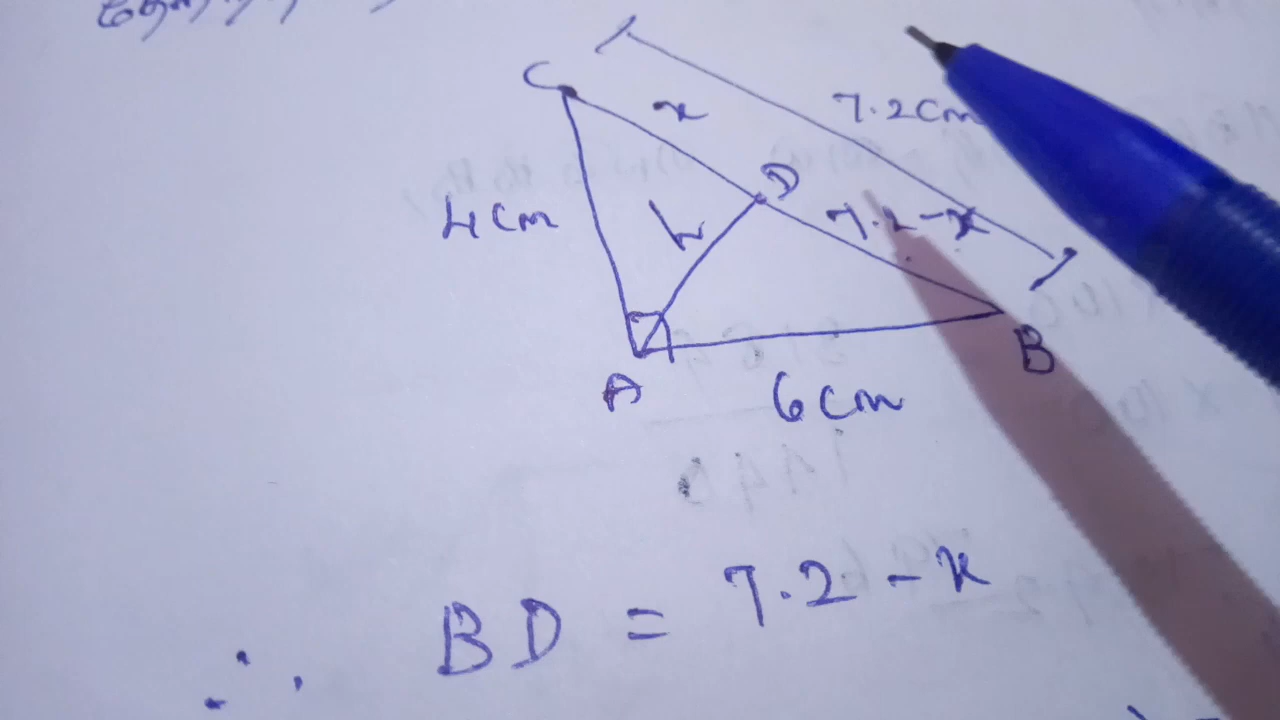 C
x
7.2cm
D
4cm
h
7.2-x
A
B
6cm
∴ BD = 7.2 - x